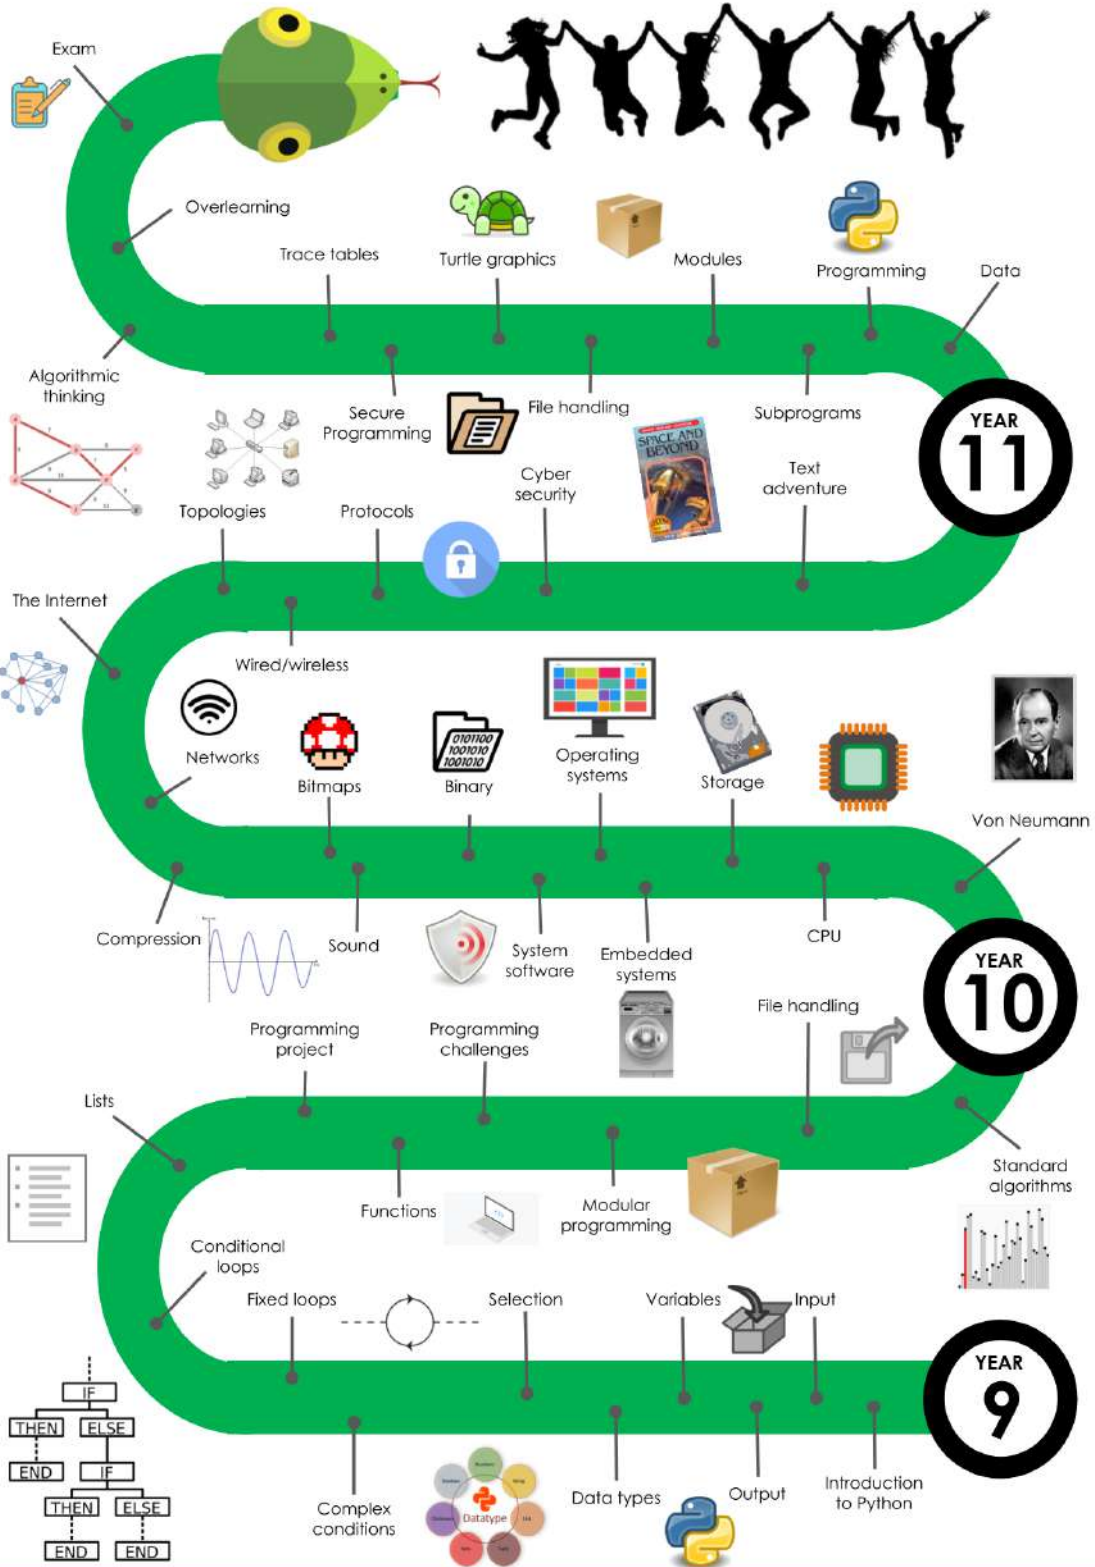 Exam
Overlearning
Trace tables
Turtle graphics
Modules
Programming
Data
Algorithmic
thinking
Secure
Programming
File handling
Subprograms
YEAR
11
SPACE AND
BEYOND
Cyber
security
Text
adventure
Topologies
Protocols
The Internet
Wired/wireless
Networks
Bitmaps
0101100
1001010
1001010
Binary
Operating
systems
Storage
Von Neumann
Compression
Sound
System
software
Embedded
systems
CPU
YEAR
10
File handling
Programming
project
Programming
challenges
Lists
Functions
Modular
programming
Standard
algorithms
Conditional
loops
Fixed loops
Selection
Variables
Input
YEAR
9
IF
THEN
ELSE
END
IF
THEN
ELSE
END
END
Complex
conditions
Datatype
Data types
Output
Introduction
to Python